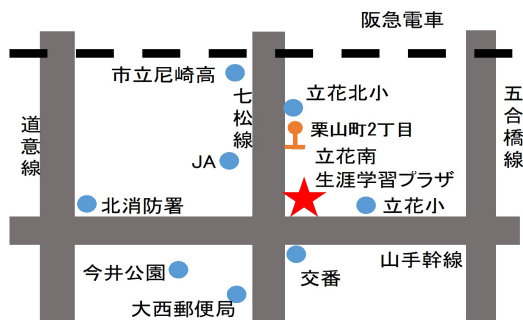 阪急電車
市立尼崎高
七松線
立花北小
栗山町2丁目
道意線
五合橋線
JA
立花南
生涯学習プラザ
北消防署
立花小
今井公園
交番
山手幹線
大西郵便局